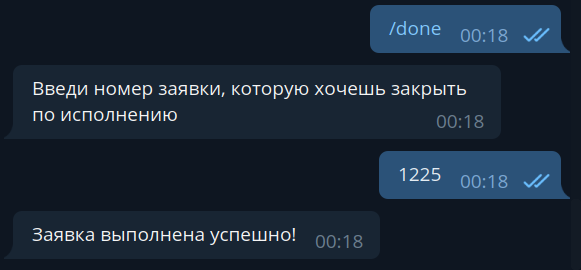 /done 00:18
Введи номер заявки, которую хочешь закрыть
по исполнению 00:18
1225 00:18
Заявка выполнена успешно! 00:18